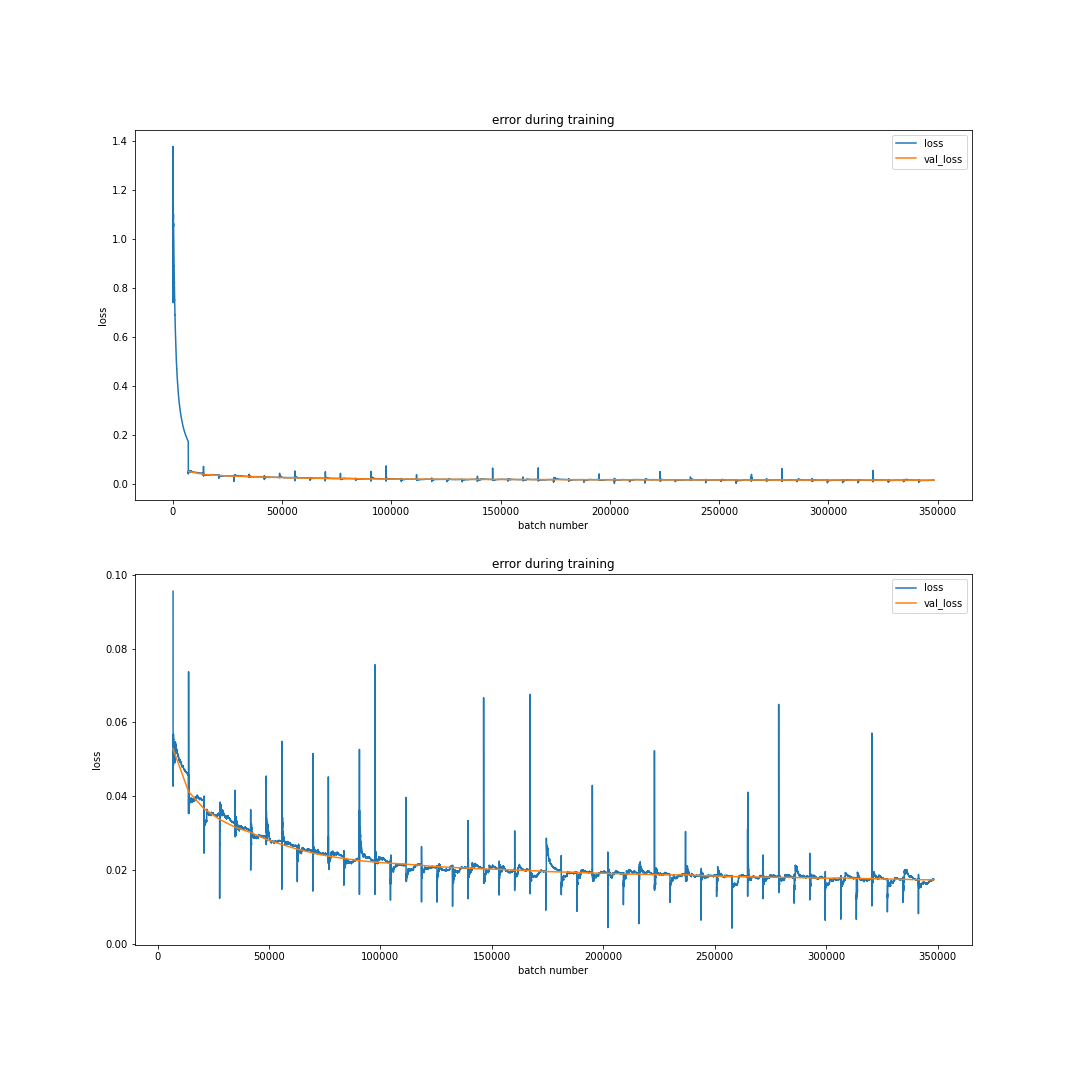 error during training
1.4
1.2
1.0
0.8
0.6
0.4
0.2
0.0
loss
loss
val_loss
0 50000 100000 150000 200000 250000 300000 350000
batch number
error during training
0.10
0.08
0.06
0.04
0.02
0.00
loss
loss
val_loss
0 50000 100000 150000 200000 250000 300000 350000
batch number